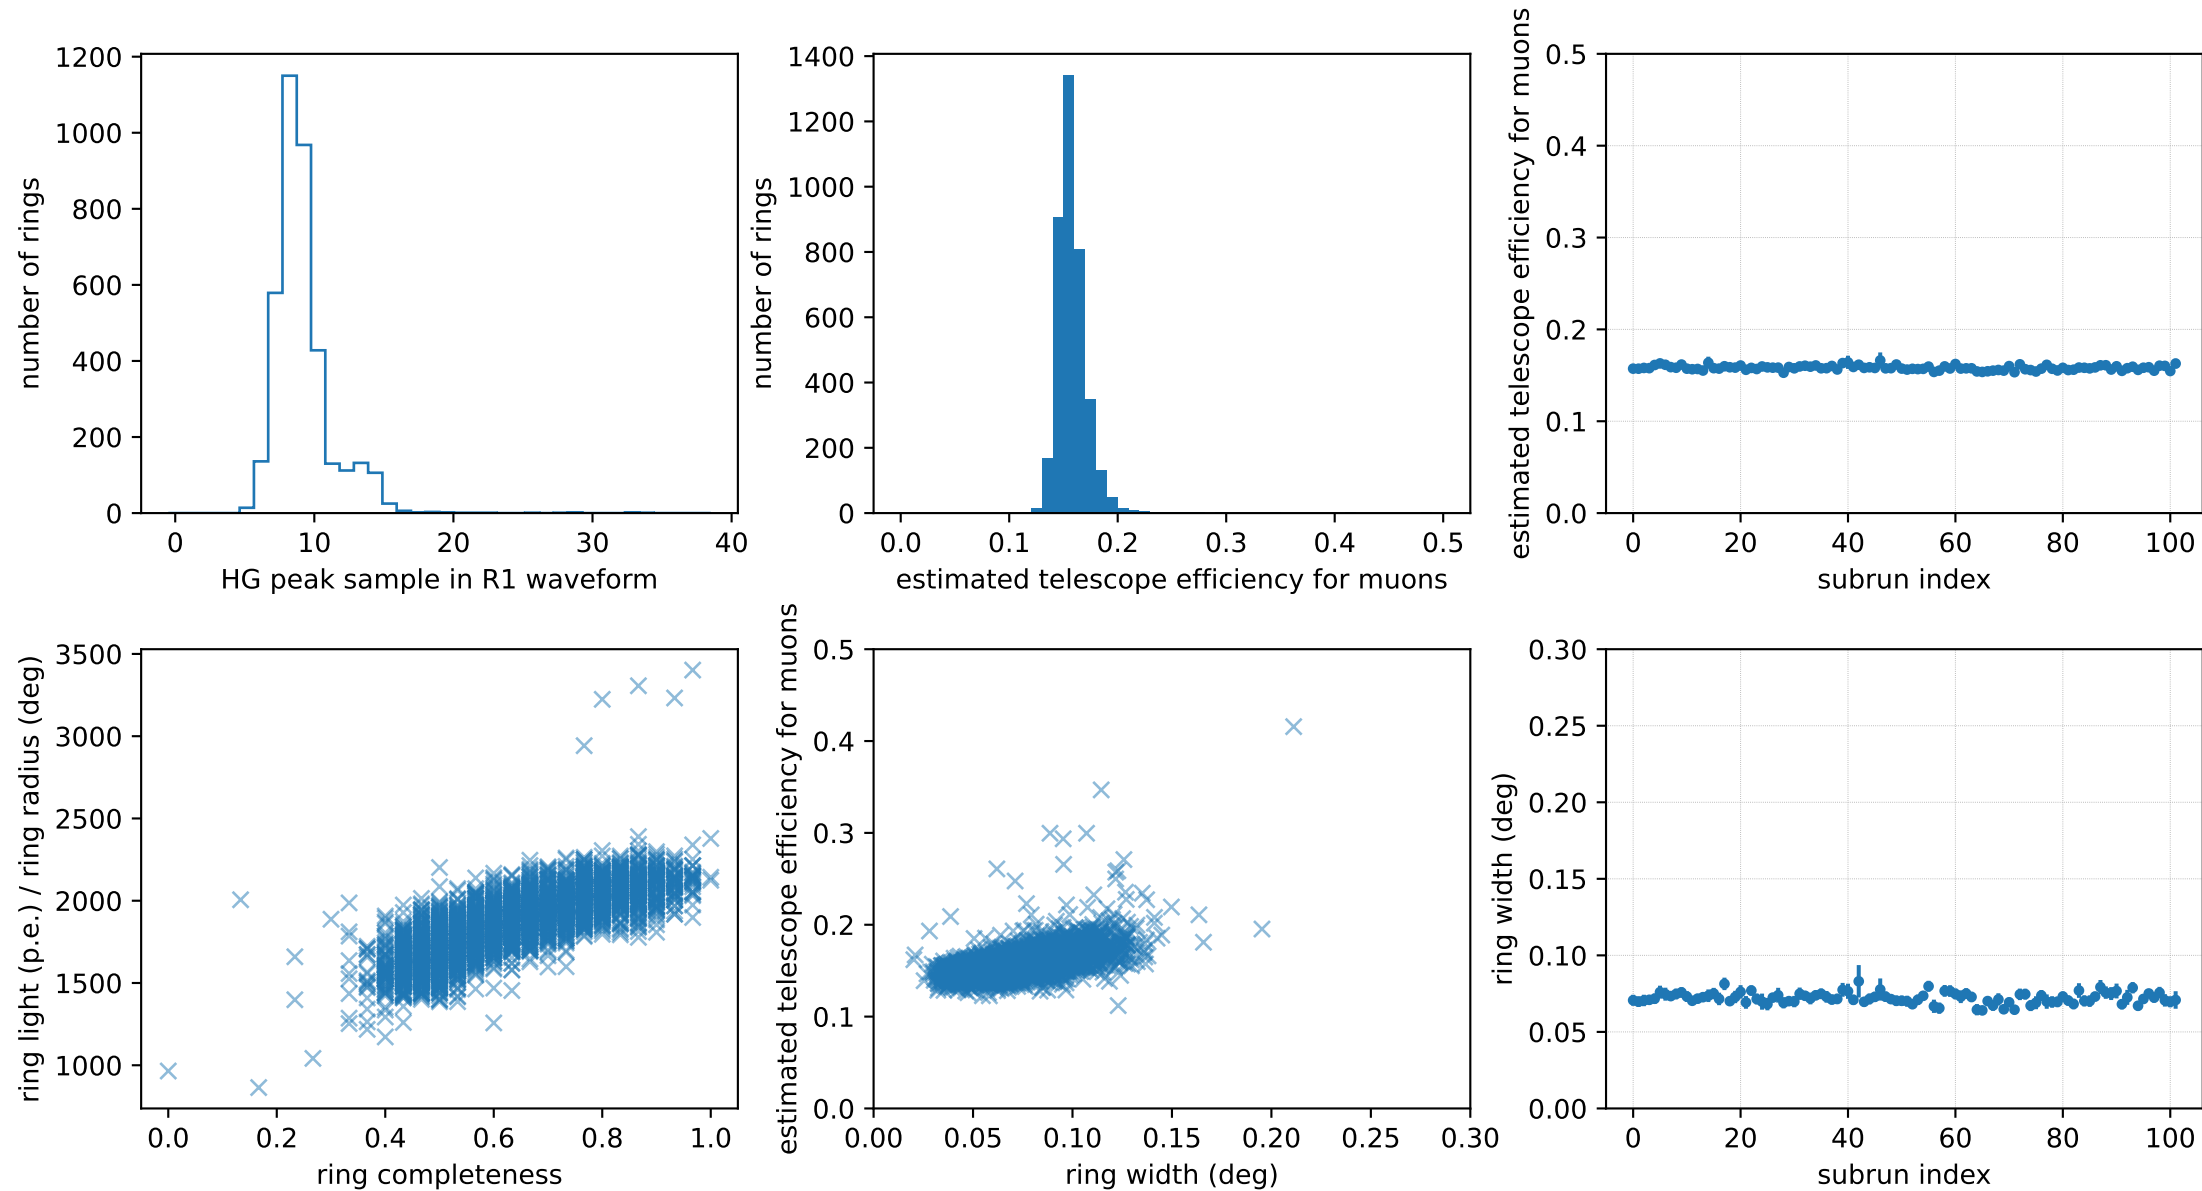 1200
1000
800
600
400
200
0
number of rings
0 10 20 30 40
HG peak sample in R1 waveform
1400
1200
1000
800
600
400
200
0
number of rings
0.0 0.1 0.2 0.3 0.4 0.5
estimated telescope efficiency for muons
0.5
0.4
0.3
0.2
0.1
0.0
estimated telescope efficiency for muons
0 20 40 60 80 100
subrun index
3500
3000
2500
2000
1500
1000
ring light (p.e.) / ring radius (deg)
0.0 0.2 0.4 0.6 0.8 1.0
ring completeness
0.5
0.4
0.3
0.2
0.1
0.0
estimated telescope efficiency for muons
0.00 0.05 0.10 0.15 0.20 0.25 0.30
ring width (deg)
0.30
0.25
0.20
0.15
0.10
0.05
0.00
ring width (deg)
0 20 40 60 80 100
subrun index